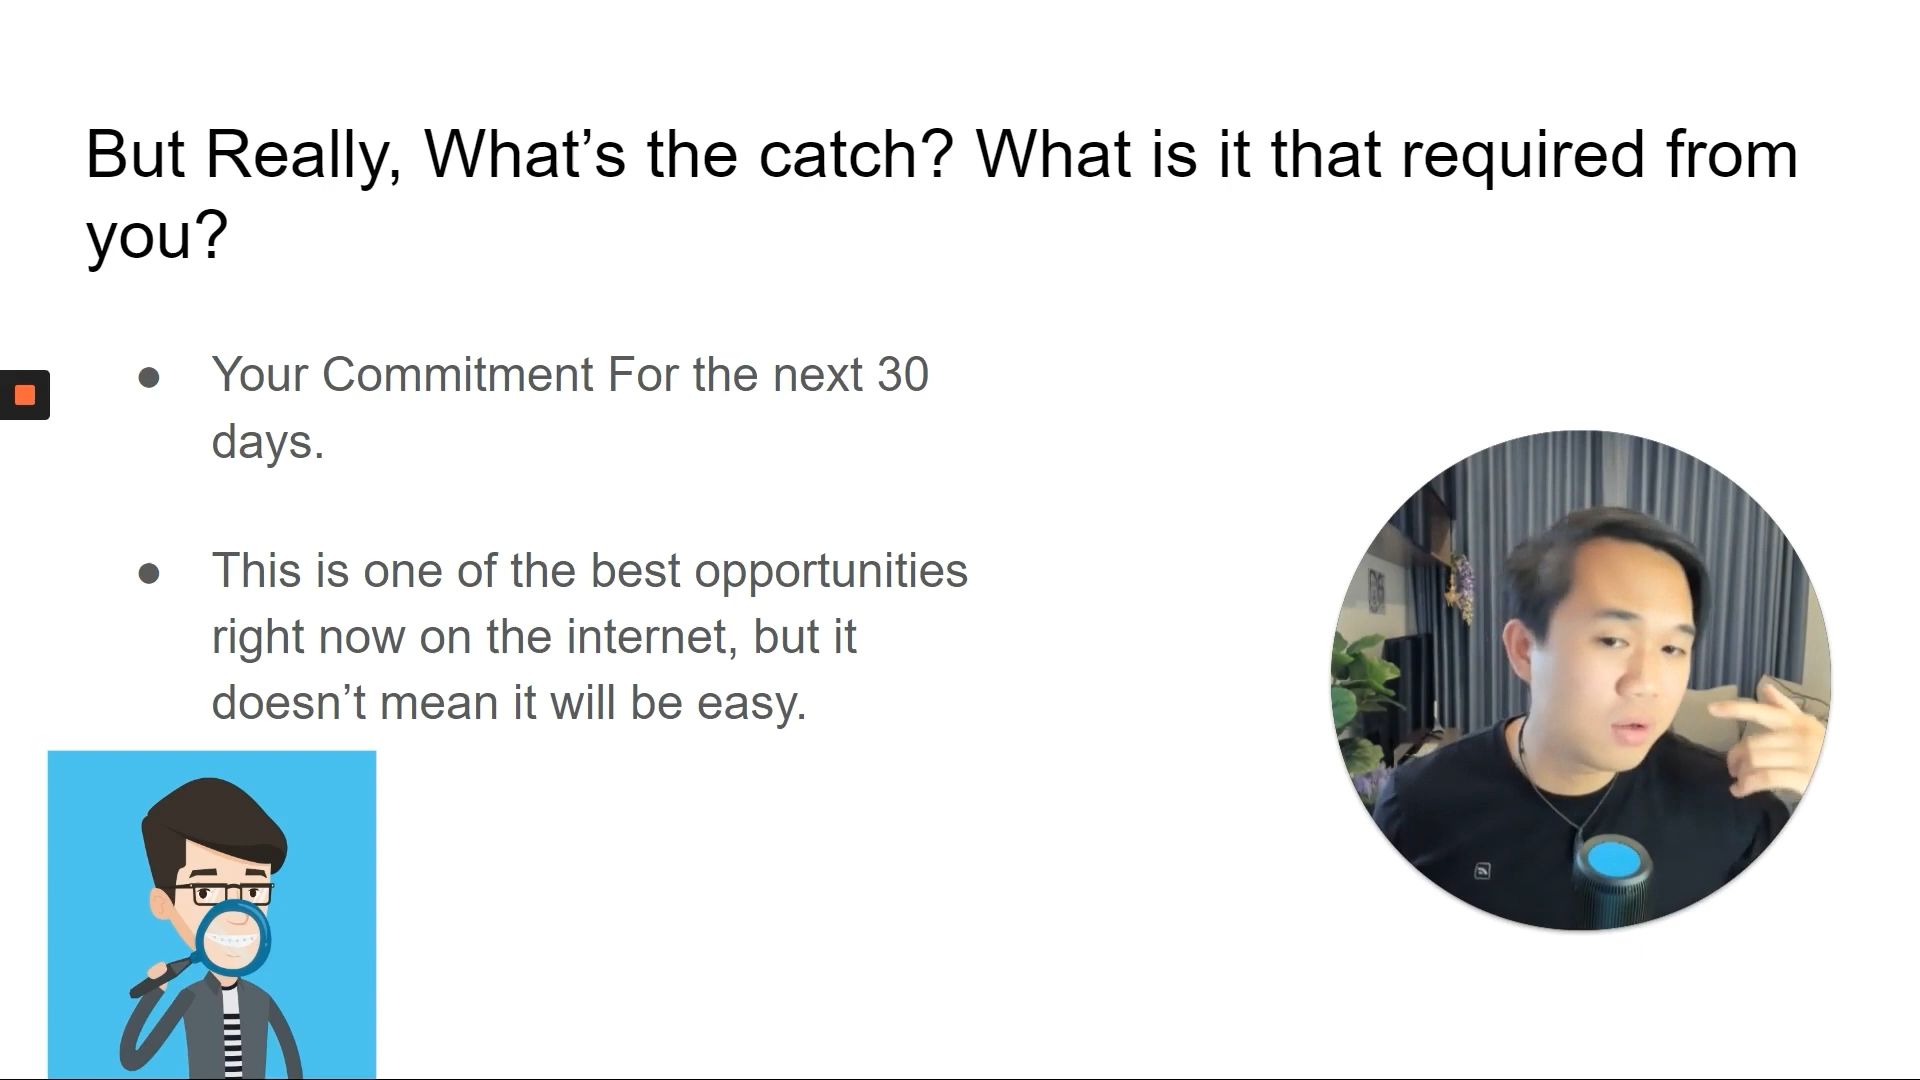 But Really, What’s the catch? What is it that required from
you?
● Your Commitment For the next 30
days.
● This is one of the best opportunities
right now on the internet, but it
doesn’t mean it will be easy.